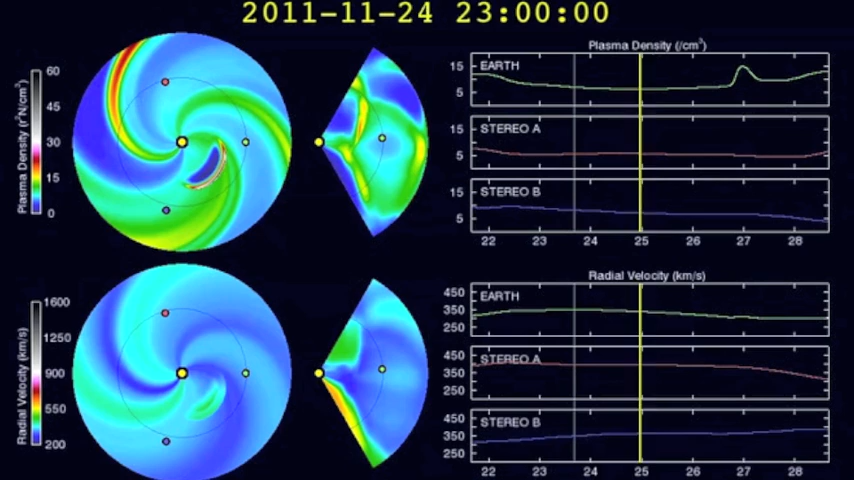 2011-11-24 23:00:00
Plasma Density (/cm³)
Plasma Density (r²N/cm³)
60
45
30
15
0
EARTH
15
5
STEREO A
15
5
STEREO B
15
5
22 23 24 25 26 27 28
Radial Velocity (km/s)
Radial Velocity (km/s)
1600
1250
900
550
200
EARTH
450
350
250
STEREO A
450
350
250
STEREO B
450
350
250
22 23 24 25 26 27 28